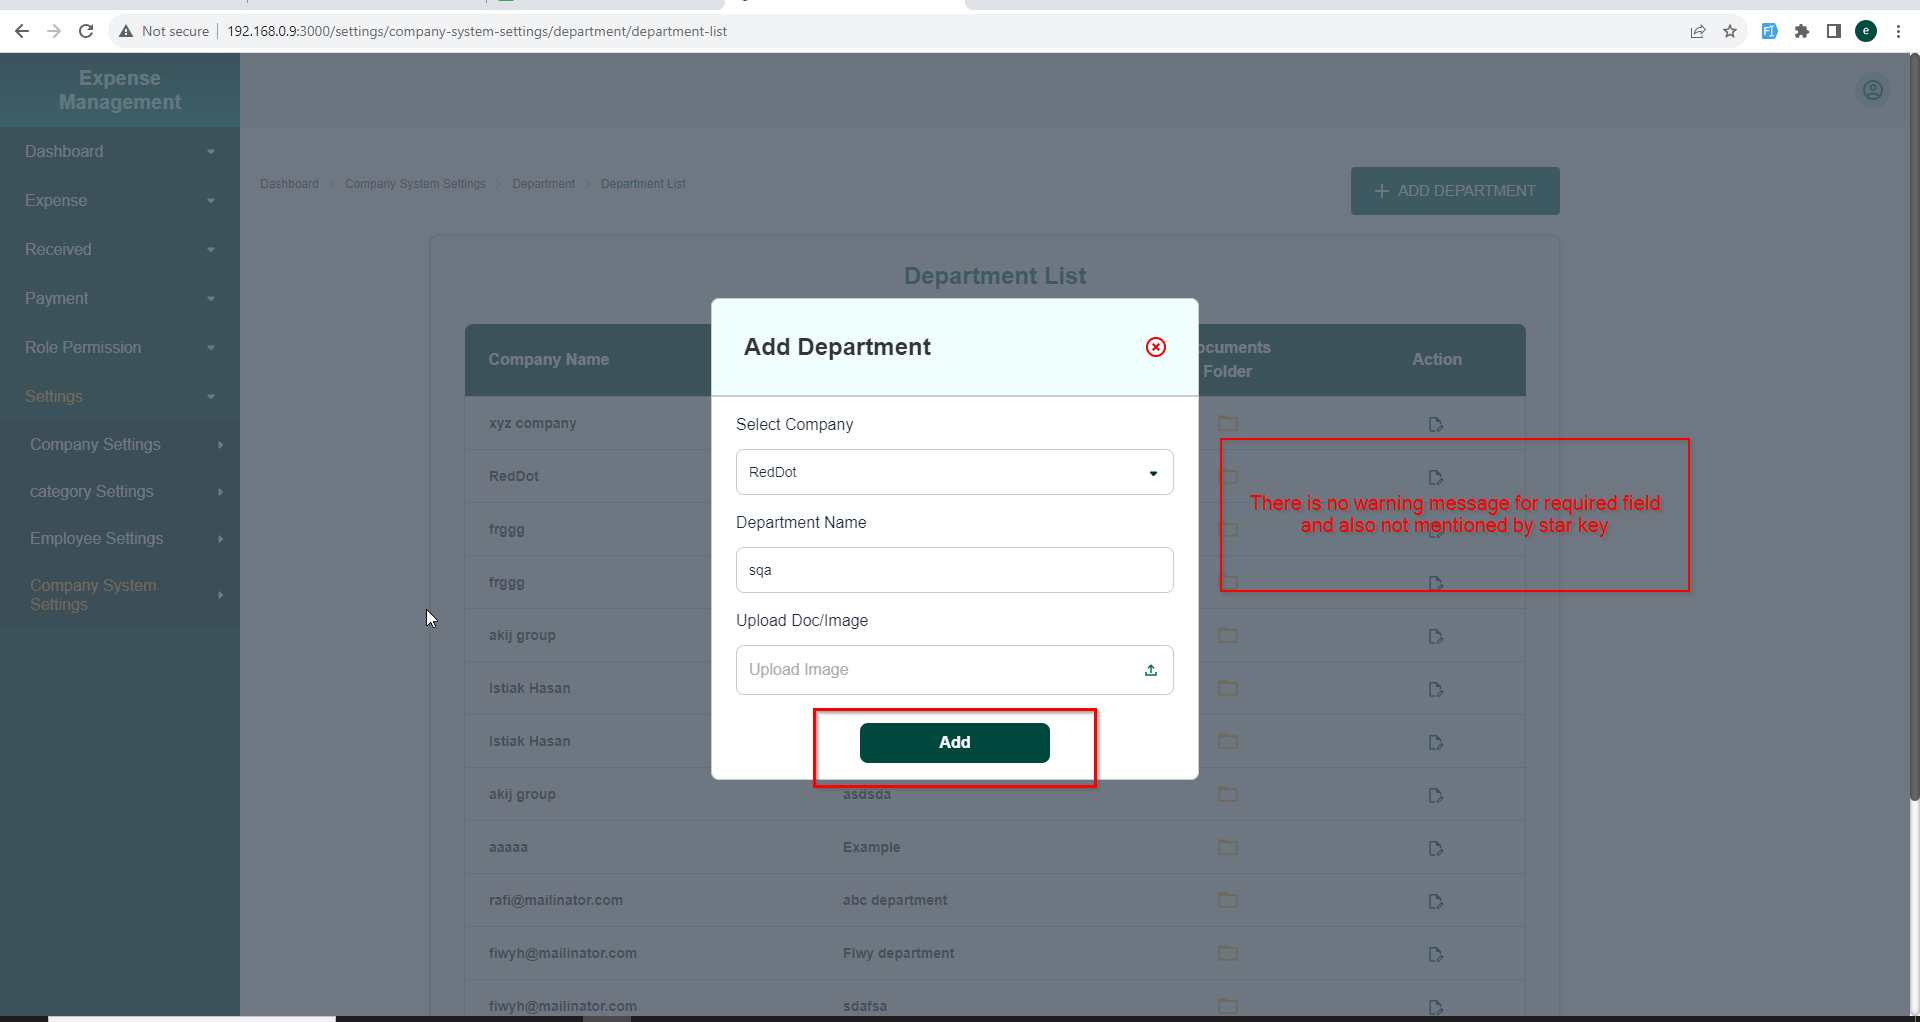 Not secure
192.168.0.9:3000/settings/company-system-settings/department/department-list
e
Expense
Management
Dashboard
Expense
Received
Payment
Role Permission
Settings
Company Settings
category Settings
Employee Settings
Company System
Settings
Dashboard > Company System Settings > Department > Department List
+ ADD DEPARTMENT
Department List
Company Name
ocuments
Folder
Action
xyz company
RedDot
frggg
frggg
akij group
Istiak Hasan
Istiak Hasan
akij group asdsda
aaaaa Example
rafi@mailinator.com abc department
fiwyh@mailinator.com Flwy department
fiwyh@mailinator.com sdafsa
Add Department
Select Company
RedDot
Department Name
sqa
Upload Doc/Image
Upload Image
Add
There is no warning message for required field
and also not mentioned by star key